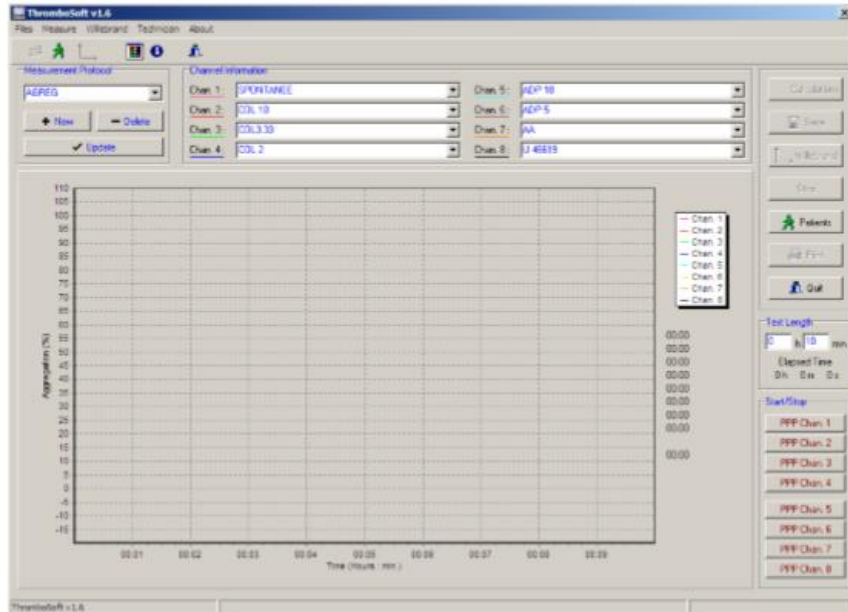 ThromboSoft v1.6
Files Measure Willebrand Technician About
Measurement Protocol
AGREG
New
Delete
Update
Channel Information
Chan. 1: SPONTANEE
Chan. 2: COL 10
Chan. 3: COL3.33
Chan. 4: COL 2
Chan. 5: ADP 10
Chan. 6: ADP 5
Chan. 7: AA
Chan. 8: U 46619
Calculations
Save
Willebrand
Patients
Print
Quit
Aggregation (%)
110
105
100
95
90
85
80
75
70
65
60
55
50
45
40
35
30
25
20
15
10
5
0
-5
-10
-15
00:01 00:02 00:03 00:04 00:05 00:06 00:07 00:08 00:09
Time (Hours : min.)
Chan. 1
Chan. 2
Chan. 3
Chan. 4
Chan. 5
Chan. 6
Chan. 7
Chan. 8
00:00
00:00
00:00
00:00
00:00
00:00
00:00
00:00
00:00
Test Length
0 h 10 min
Elapsed Time
0 h 0 m 0 s
Start/Stop
PPP Chan. 1
PPP Chan. 2
PPP Chan. 3
PPP Chan. 4
PPP Chan. 5
PPP Chan. 6
PPP Chan. 7
PPP Chan. 8
ThromboSoft v1.6